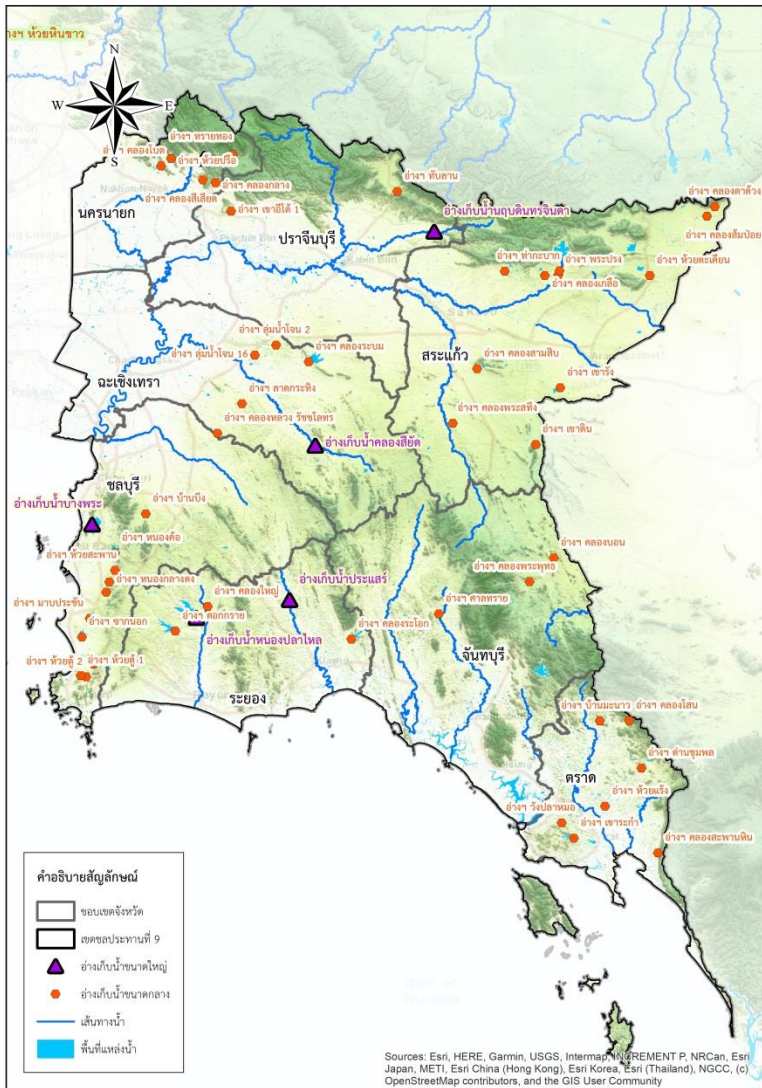 างฯ ห้วยหินขาว
N
W
E
S
อ่างฯ ทรายทอง
อ่างฯ คลองโบด
อ่างฯ ห้วยปรือ
อ่างฯ คลองกลาง
อ่างฯ คลองสีเสียด
อ่างฯ เขาอีโต้ 1
นครนายก
ปราจีนบุรี
อ่างฯ ทับลาน
อ่างเก็บน้ำนฤบดินทรจินดา
อ่างฯ คลองตาด้วง
อ่างฯ คลองส้มป่อย
อ่างฯ ท่ากะบาก
อ่างฯ พระปรง
อ่างฯ ห้วยตะเคียน
อ่างฯ คลองเกลือ
อ่างฯ ลุ่มน้ำโจน 2
อ่างฯ ลุ่มน้ำโจน 16
อ่างฯ คลองระบม
สระแก้ว
อ่างฯ คลองสามสิบ
อ่างฯ เขารัง
ฉะเชิงเทรา
อ่างฯ ลาดกระทิง
อ่างฯ คลองหลวง รัชชโลทร
อ่างฯ คลองพระสทึง
อ่างฯ เขาดิน
อ่างเก็บน้ำคลองสียัด
ชลบุรี
อ่างเก็บน้ำบางพระ
อ่างฯ บ้านบึง
อ่างฯ หนองค้อ
อ่างฯ ห้วยสะพาน
อ่างฯ หนองกลางดง
อ่างฯ คลองบอน
อ่างฯ คลองพระพุทธ
อ่างเก็บน้ำประแสร์
อ่างฯ คลองใหญ่
อ่างฯ มาบประชัน
อ่างฯ ซากนอก
อ่างฯ ดอกกราย
อ่างฯ ศาลทราย
อ่างเก็บน้ำหนองปลาไหล
อ่างฯ คลองระโอก
จันทบุรี
อ่างฯ ห้วยตู้ 2
อ่างฯ ห้วยตู้ 1
ระยอง
อ่างฯ บ้านมะนาว
อ่างฯ คลองโสน
อ่างฯ ด่านชุมพล
ตราด
อ่างฯ ห้วยแร้ง
อ่างฯ วังปลาหมอ
อ่างฯ เขาระกำ
อ่างฯ คลองสะพานหิน
คำอธิบายสัญลักษณ์
ขอบเขตจังหวัด
เขตชลประทานที่ 9
อ่างเก็บน้ำขนาดใหญ่
อ่างเก็บน้ำขนาดกลาง
เส้นทางน้ำ
พื้นที่แหล่งน้ำ
Gulf of
Thailand
Sources: Esri, HERE, Garmin, USGS, Intermap, INCREMENT P, NRCan, Esri
Japan, METI, Esri China (Hong Kong), Esri Korea, Esri (Thailand), NGCC, (c)
OpenStreetMap contributors, and the GIS User Community